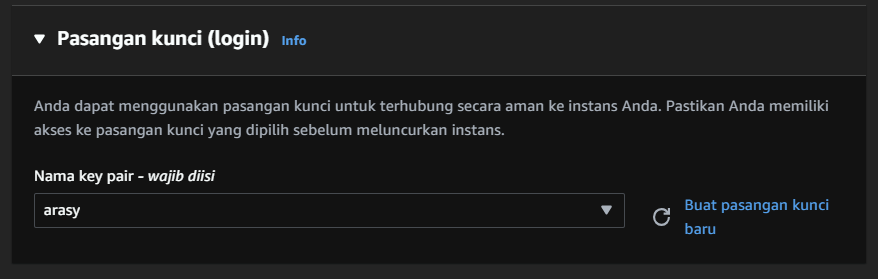 Pasangan kunci (login) Info
Anda dapat menggunakan pasangan kunci untuk terhubung secara aman ke instans Anda. Pastikan Anda memiliki
akses ke pasangan kunci yang dipilih sebelum meluncurkan instans.
Nama key pair - wajib diisi
arasy
Buat pasangan kunci
baru